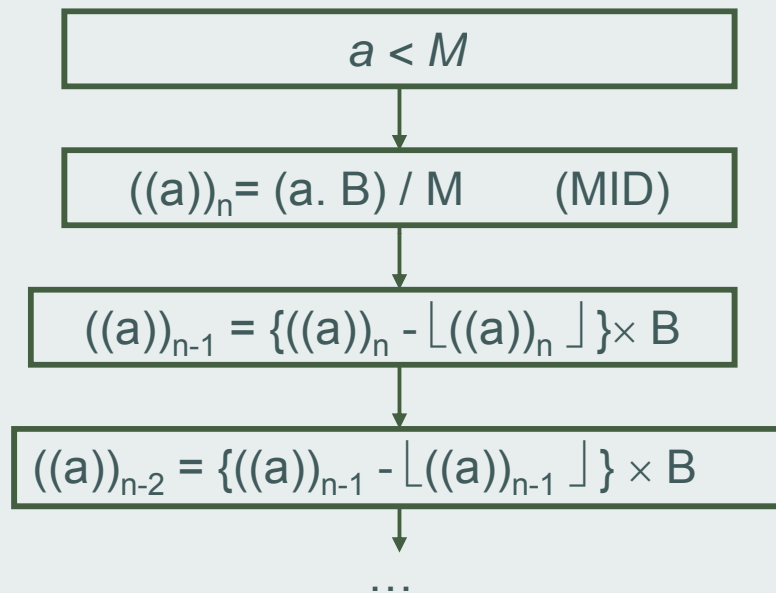 a < M
((a))ₙ= (a. B) / M (MID)
((a))ₙ₋₁ = {((a))ₙ - ⌊((a))ₙ ⌋ }× B
((a))ₙ₋₂ = {((a))ₙ₋₁ - ⌊((a))ₙ₋₁ ⌋ } × B
...